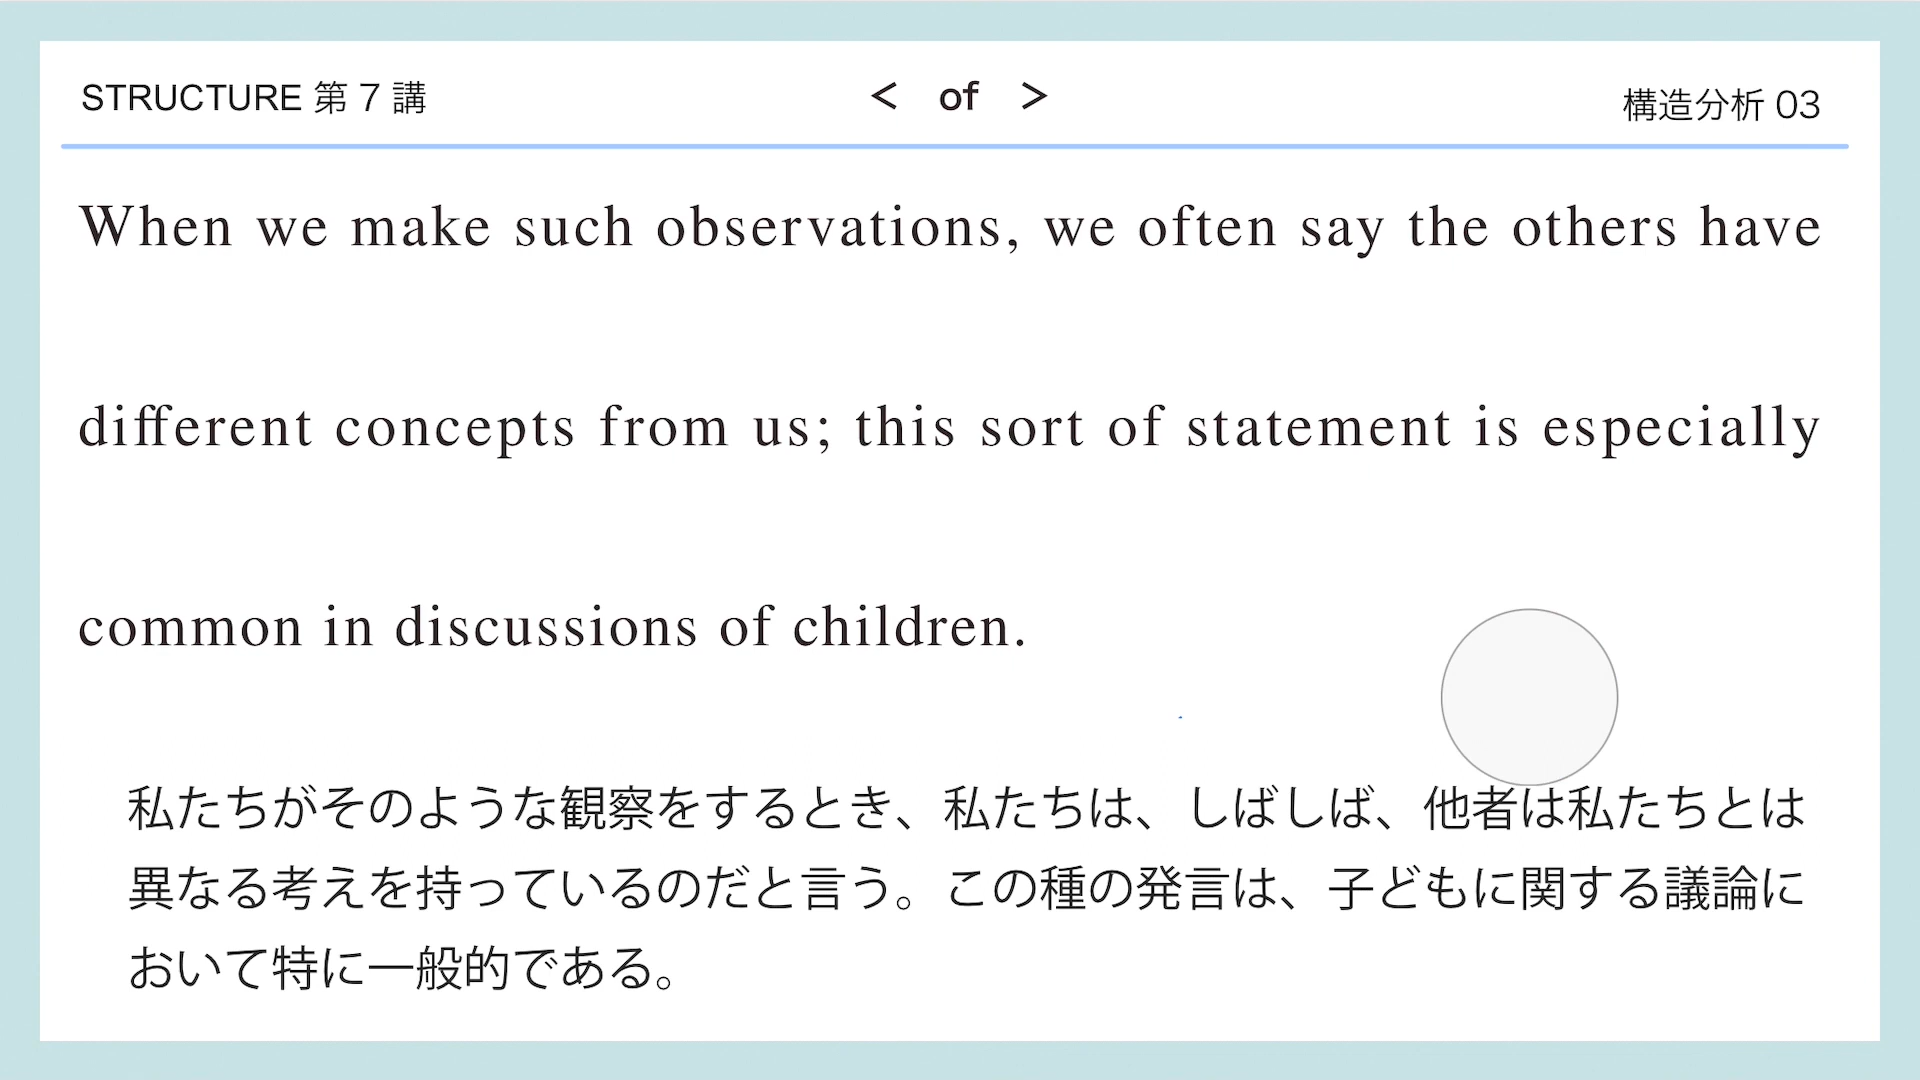 STRUCTURE 第 7 講
< of >
構造分析 03
When we make such observations, we often say the others have
different concepts from us; this sort of statement is especially
common in discussions of children.
私たちがそのような観察をするとき、私たちは、しばしば、他者は私たちとは
異なる考えを持っているのだと言う。この種の発言は、子どもに関する議論に
おいて特に一般的である。